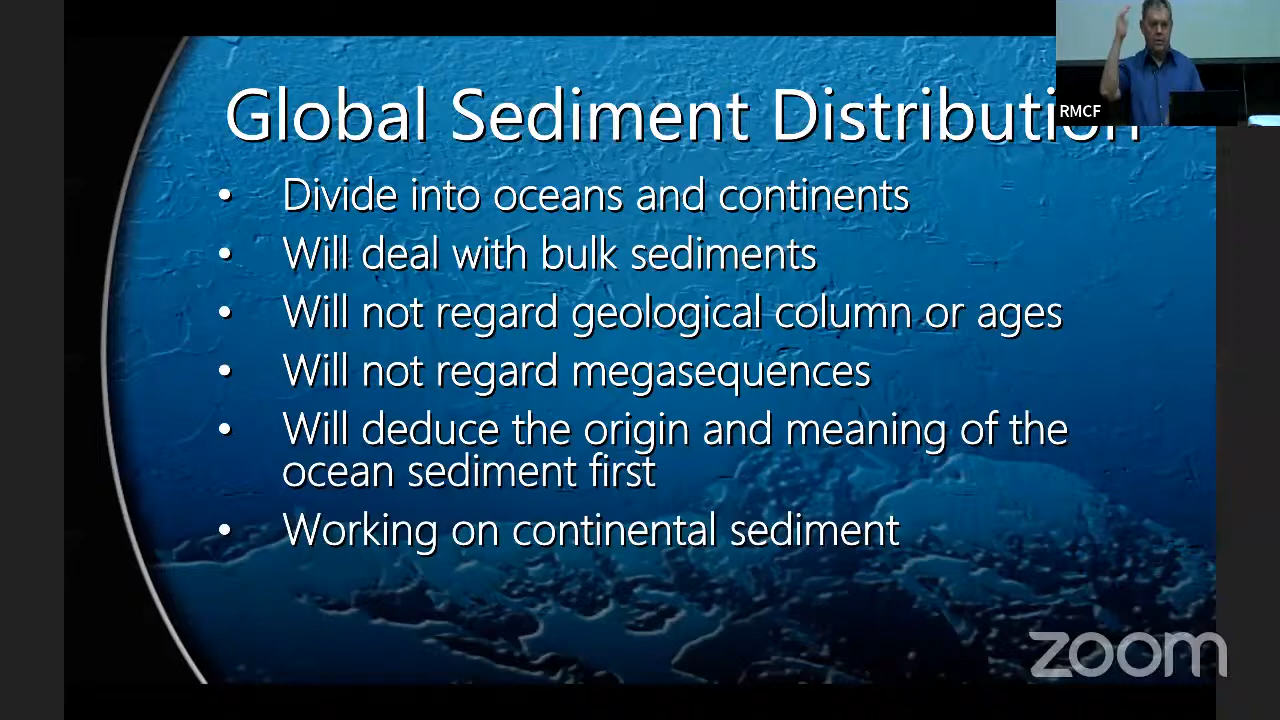 Global Sediment Distribution
RMCF
• Divide into oceans and continents
• Will deal with bulk sediments
• Will not regard geological column or ages
• Will not regard megasequences
• Will deduce the origin and meaning of the
ocean sediment first
• Working on continental sediment
zoom